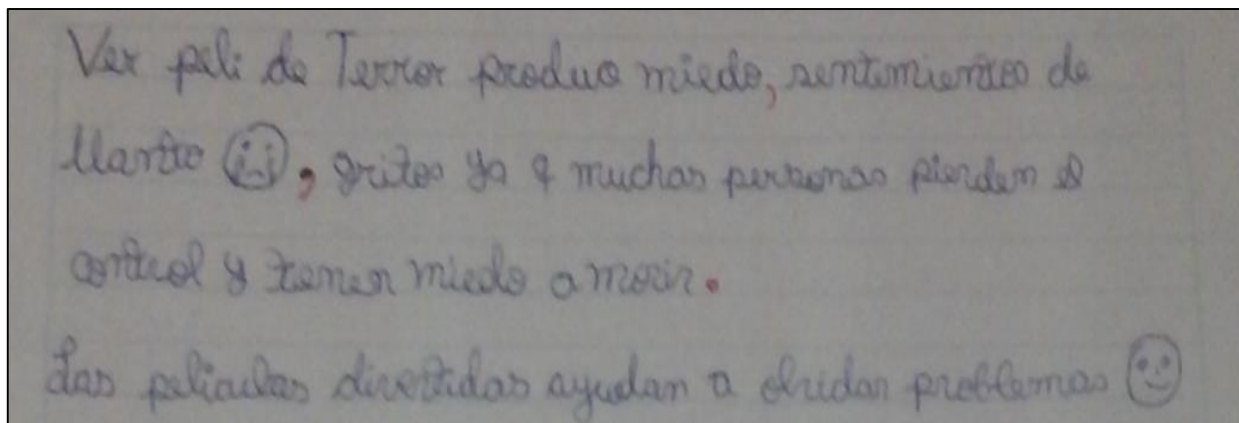 Ver peli de Terror produce miedo, sentimientos de
llanto ☹, gritos ya q muchas personas pierden el
control y tienen miedo a morir.
Las peliculas divertidas ayudan a olvidar problemas ☺